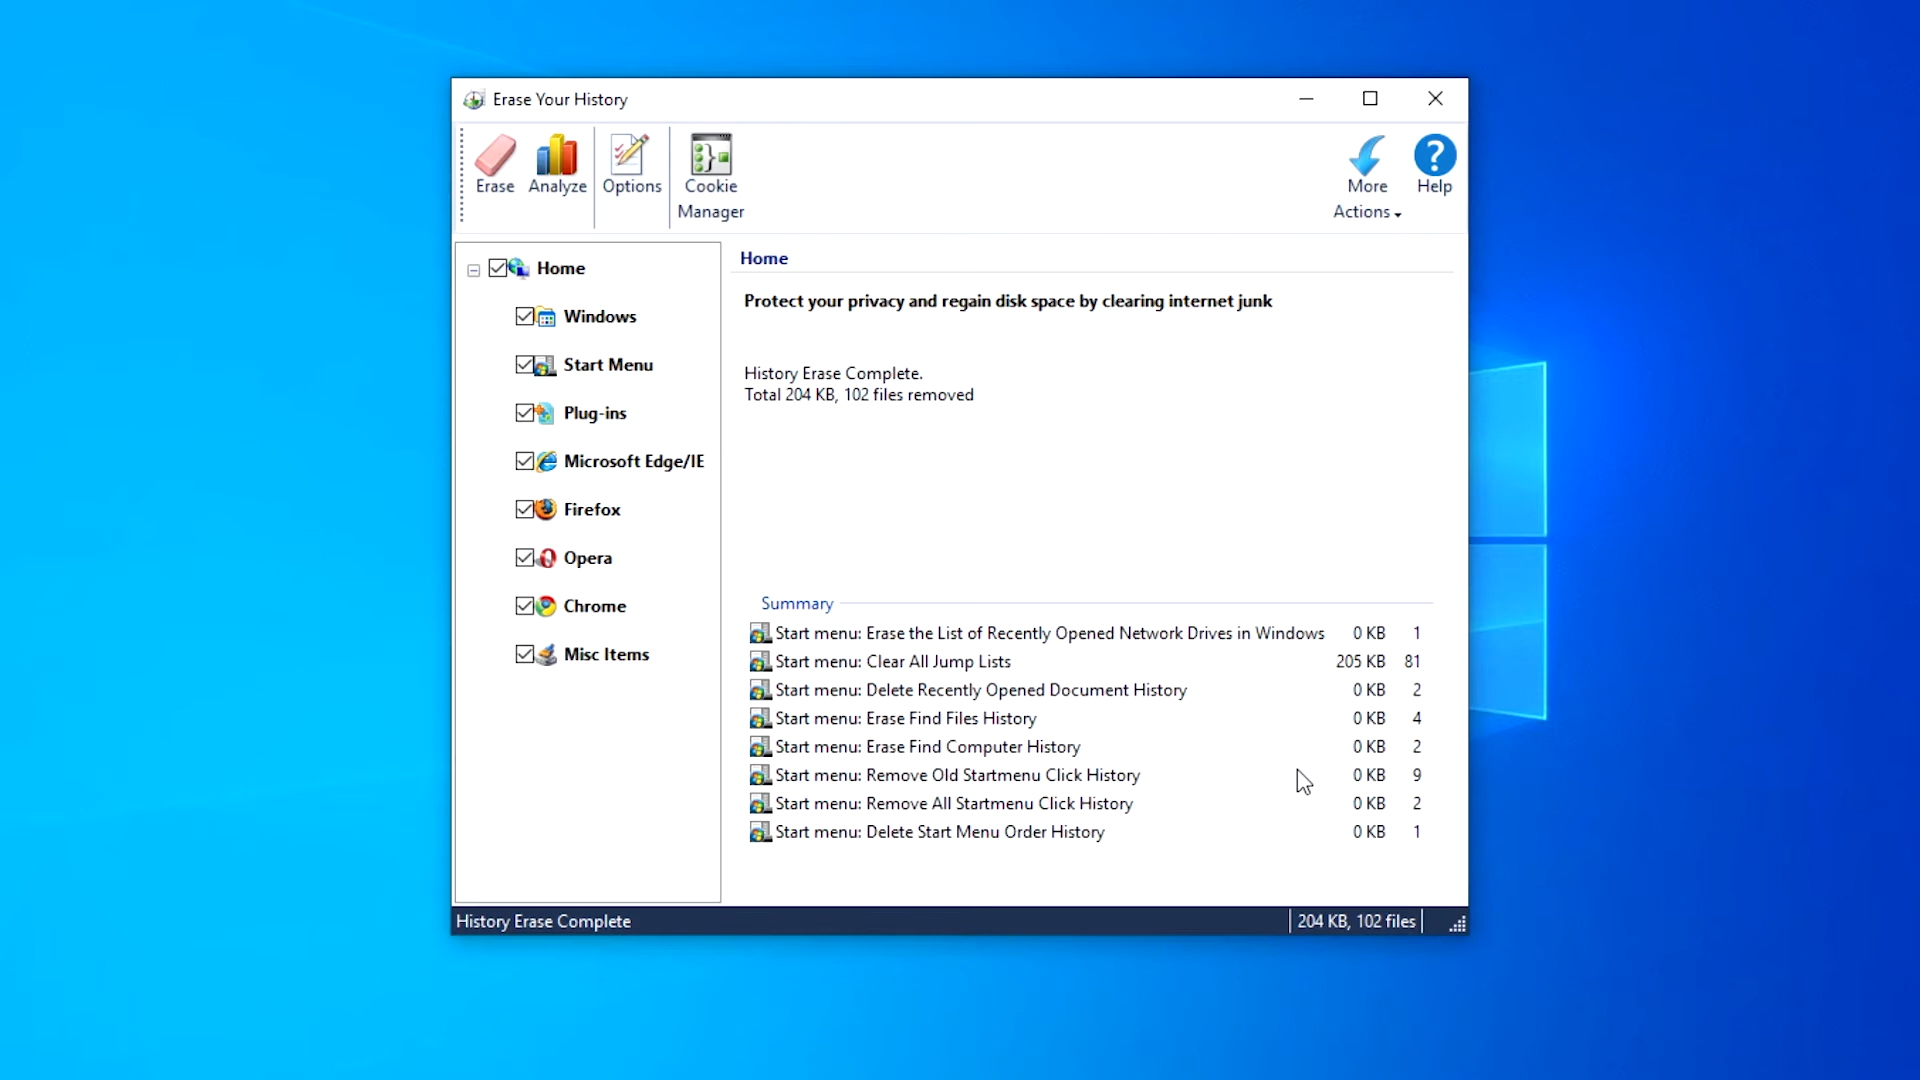 Erase Your History
Erase
Analyze
Options
Cookie
Manager
More
Actions
Help
Home
Windows
Start Menu
Plug-ins
Microsoft Edge/IE
Firefox
Opera
Chrome
Misc Items
Home
Protect your privacy and regain disk space by clearing internet junk
History Erase Complete.
Total 204 KB, 102 files removed
Summary
Start menu: Erase the List of Recently Opened Network Drives in Windows 0 KB 1
Start menu: Clear All Jump Lists 205 KB 81
Start menu: Delete Recently Opened Document History 0 KB 2
Start menu: Erase Find Files History 0 KB 4
Start menu: Erase Find Computer History 0 KB 2
Start menu: Remove Old Startmenu Click History 0 KB 9
Start menu: Remove All Startmenu Click History 0 KB 2
Start menu: Delete Start Menu Order History 0 KB 1
History Erase Complete 204 KB, 102 files